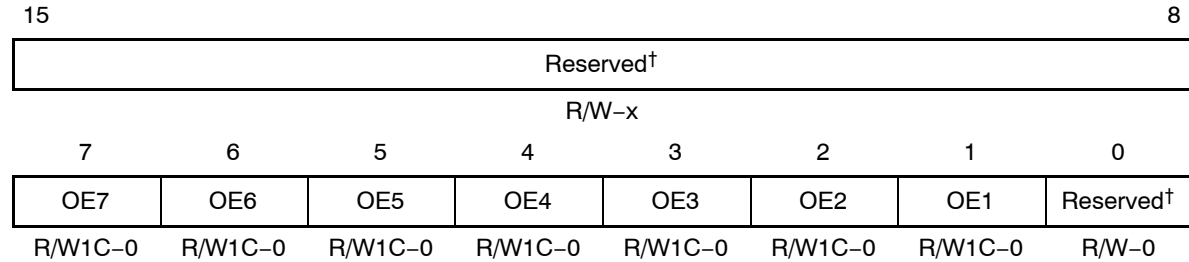 15 8
Reserved†
R/W−x
7 6 5 4 3 2 1 0
OE7 OE6 OE5 OE4 OE3 OE2 OE1 Reserved†
R/W1C−0 R/W1C−0 R/W1C−0 R/W1C−0 R/W1C−0 R/W1C−0 R/W1C−0 R/W−0